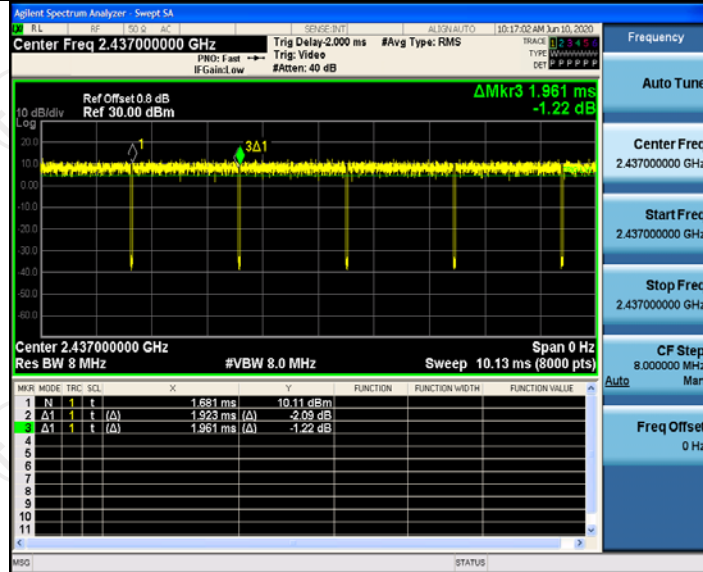 Agilent Spectrum Analyzer - Swept SA
RL RF 50 Ω AC SENSE:INT ALIGNAUTO 10:17:02 AM Jun 10, 2020
Center Freq 2.437000000 GHz
PNO: Fast
IFGain:Low
Trig Delay-2.000 ms
Trig: Video
#Atten: 40 dB
#Avg Type: RMS
TRACE 1 2 3 4 5 6
TYPE
DET P P P P P P
Frequency
ΔMkr3 1.961 ms
-1.22 dB
Ref Offset 0.8 dB
10 dB/div Ref 30.00 dBm
Log
20.0
10.0
0.00
-10.0
-20.0
-30.0
-40.0
-50.0
-60.0
1
3Δ1
Center 2.437000000 GHz Span 0 Hz
Res BW 8 MHz #VBW 8.0 MHz Sweep 10.13 ms (8000 pts)
MKR MODE TRC SCL X Y FUNCTION FUNCTION WIDTH FUNCTION VALUE
1 N 1 t 1.681 ms 10.11 dBm
2 Δ1 1 t (Δ) 1.923 ms (Δ) -2.09 dB
3 Δ1 1 t (Δ) 1.961 ms (Δ) -1.22 dB
4
5
6
7
8
9
10
11
MSG STATUS
Auto Tune
Center Freq
2.437000000 GHz
Start Freq
2.437000000 GHz
Stop Freq
2.437000000 GHz
CF Step
8.000000 MHz
Auto Man
Freq Offset
0 Hz